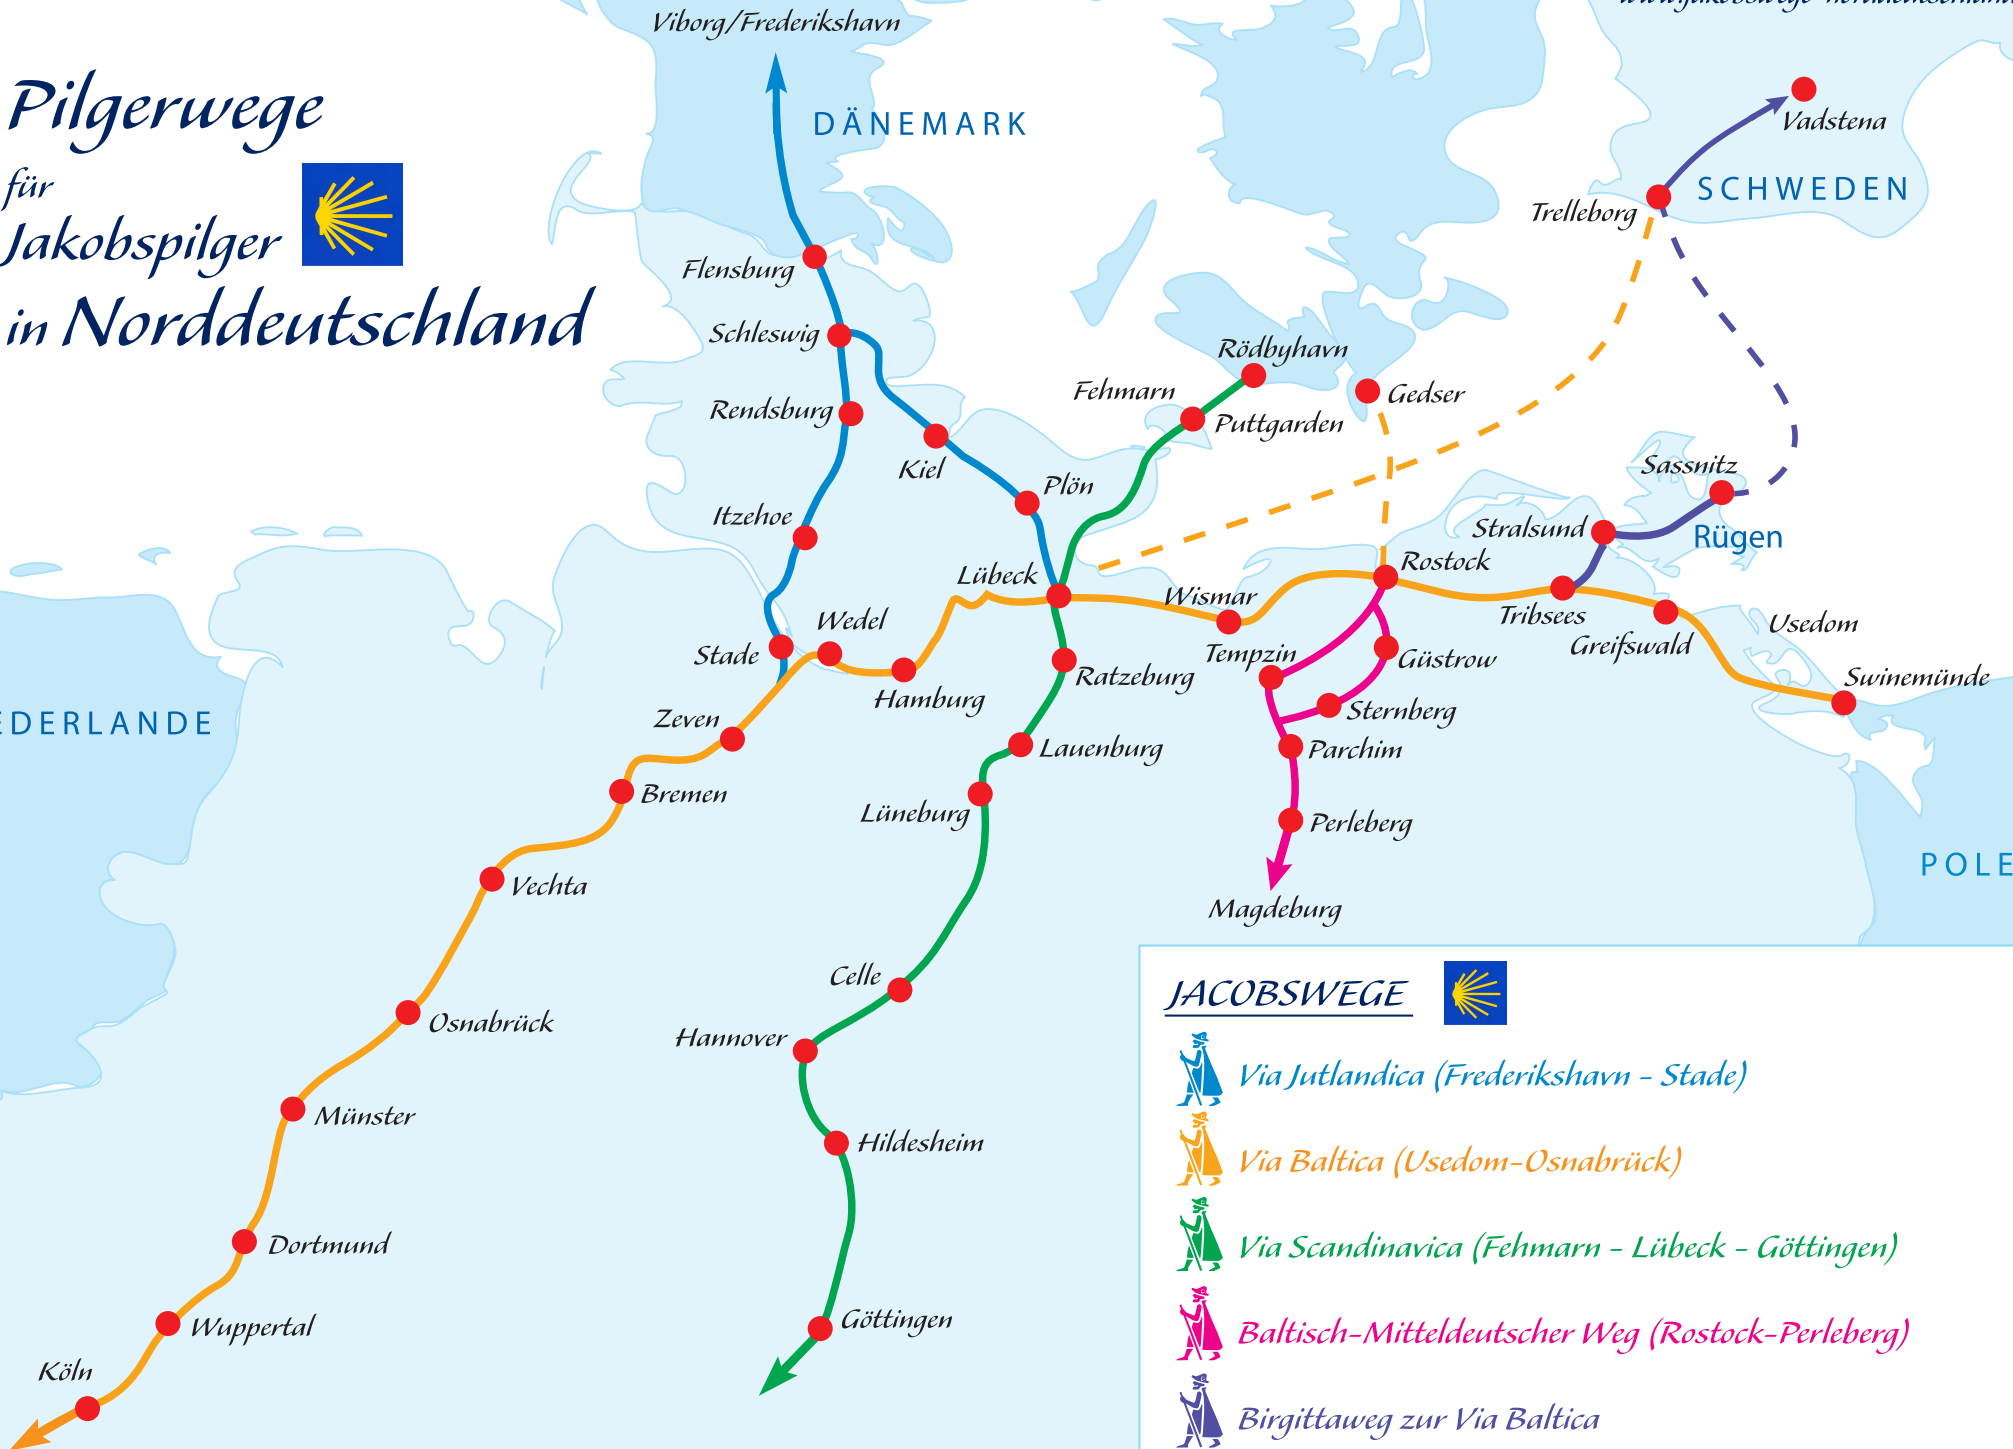 Viborg/Frederikshavn
Pilgerwege
für
Jakobspilger
in Norddeutschland
DÄNEMARK
Vadstena
SCHWEDEN
Trelleborg
Flensburg
Schleswig
Rödbyhavn
Fehmarn
Gedser
Rendsburg
Puttgarden
Kiel
Sassnitz
Plön
Itzehoe
Stralsund
Rügen
Rostock
Lübeck
Wismar
Tribsees
Wedel
Usedom
Greifswald
Stade
Tempzin
Güstrow
Ratzeburg
Swinemünde
Hamburg
Sternberg
Zeven
EDERLANDE
Lauenburg
Parchim
Bremen
Lüneburg
Perleberg
POLE
Vechta
Magdeburg
Celle
Osnabrück
Hannover
Münster
Hildesheim
Dortmund
Göttingen
Wuppertal
Köln
JACOBSWEGE
Via Jutlandica (Frederikshavn - Stade)
Via Baltica (Usedom-Osnabrück)
Via Scandinavica (Fehmarn - Lübeck - Göttingen)
Baltisch-Mitteldeutscher Weg (Rostock-Perleberg)
Birgittaweg zur Via Baltica